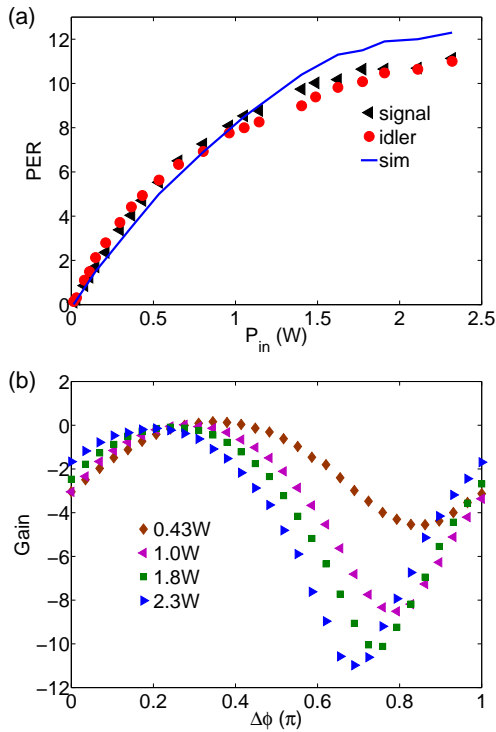 (a)
12
10
8
6
4
2
0
PER
signal
idler
sim
0 0.5 1 1.5 2 2.5
P_in (W)
(b)
2
0
−2
−4
−6
−8
−10
−12
Gain
0.43W
1.0W
1.8W
2.3W
0 0.2 0.4 0.6 0.8 1
Δϕ (π)